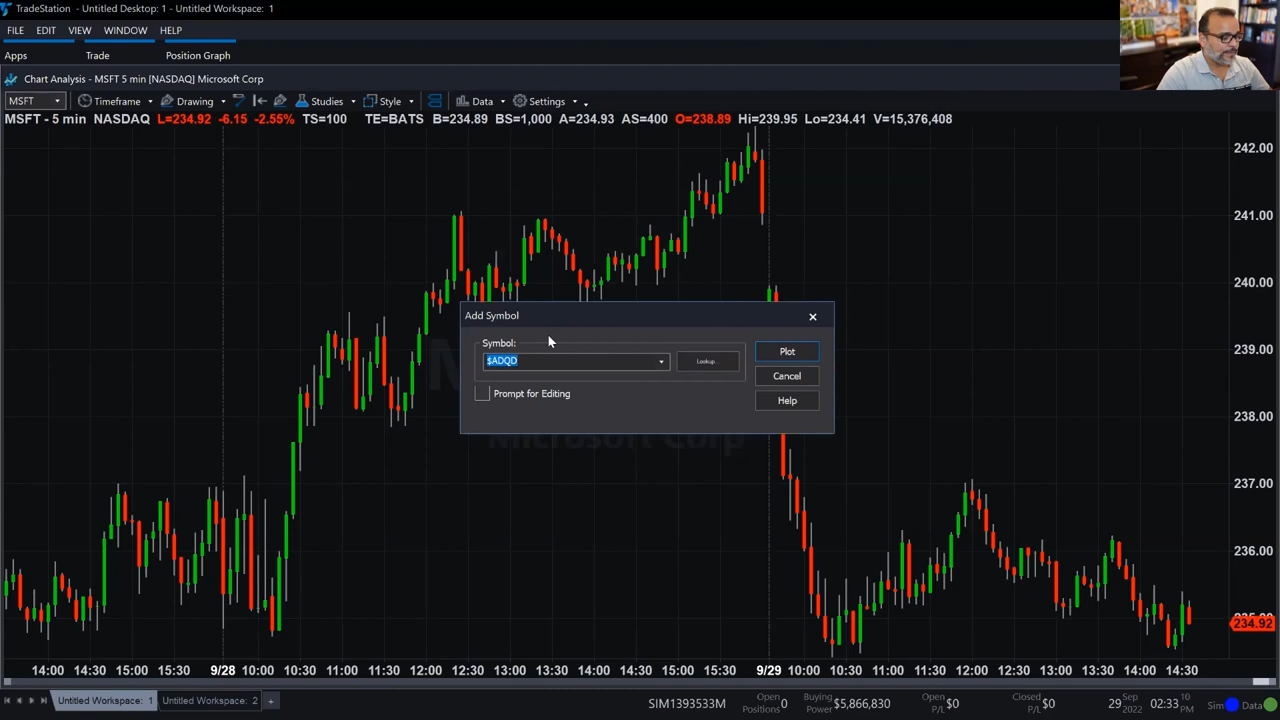 TradeStation - Untitled Desktop: 1 - Untitled Workspace: 1
FILE EDIT VIEW WINDOW HELP
Apps Trade Position Graph
Chart Analysis - MSFT 5 min [NASDAQ] Microsoft Corp
MSFT Timeframe Drawing Studies Style Data Settings
MSFT - 5 min NASDAQ L=234.92 -6.15 -2.55% TS=100 TE=BATS B=234.89 BS=1,000 A=234.93 AS=400 O=238.89 Hi=239.95 Lo=234.41 V=15,376,408
242.00
241.00
240.00
239.00
238.00
237.00
236.00
234.92
Add Symbol
Symbol:
$ADQD Lookup... Plot
Cancel
Prompt for Editing Help
Microsoft Corp
14:00 14:30 15:00 15:30 9/28 10:00 10:30 11:00 11:30 12:00 12:30 13:00 13:30 14:00 14:30 15:00 15:30 9/29 10:00 10:30 11:00 11:30 12:00 12:30 13:00 13:30 14:00 14:30
Untitled Workspace: 1 Untitled Workspace: 2 + SIM1393533M Open Positions 0 Buying Power $5,866,830 Open P/L $0 Closed P/L $0 29 Sep 2022 02:33 10 PM Sim Data